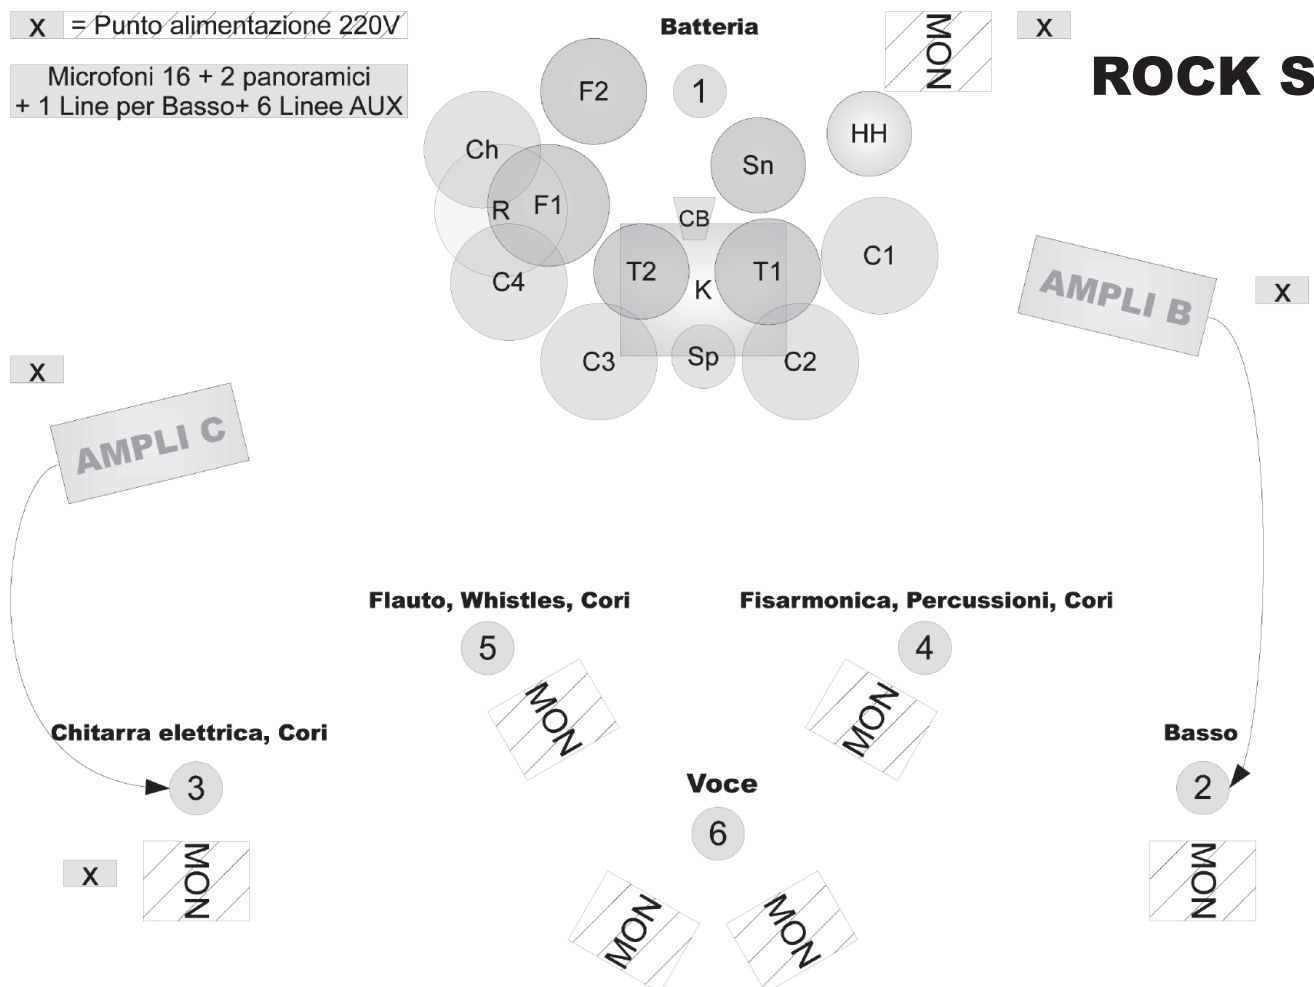 X = Punto alimentazione 220V
Microfoni 16 + 2 panoramici
+ 1 Line per Basso+ 6 Linee AUX
Batteria
MON
X
ROCK S
F2
1
HH
Ch
Sn
R
F1
CB
C1
T2
T1
K
C4
AMPLI B
X
C3
Sp
C2
X
AMPLI C
Flauto, Whistles, Cori
5
MON
Fisarmonica, Percussioni, Cori
4
MON
Chitarra elettrica, Cori
3
X
MON
Basso
2
MON
Voce
6
MON
MON